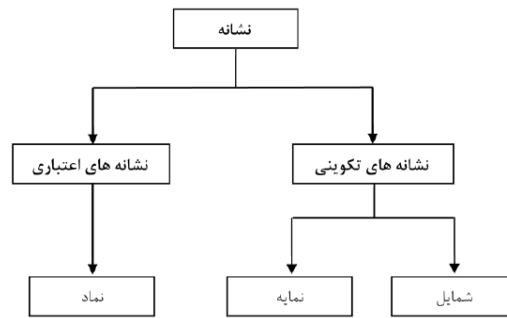 نشانه
نشانه های تکوینی
نشانه های اعتباری
شمایل
نمایه
نماد